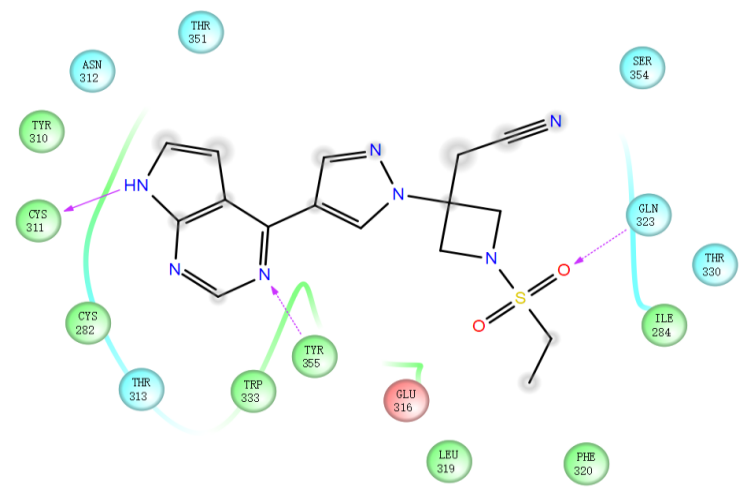 THR
351
ASN
312
SER
354
TYR
310
N
N
HN
N
CYS
311
GLN
323
N
THR
330
N
N
O
S
O
CYS
282
ILE
284
TYR
355
THR
313
TRP
333
GLU
316
LEU
319
PHE
320